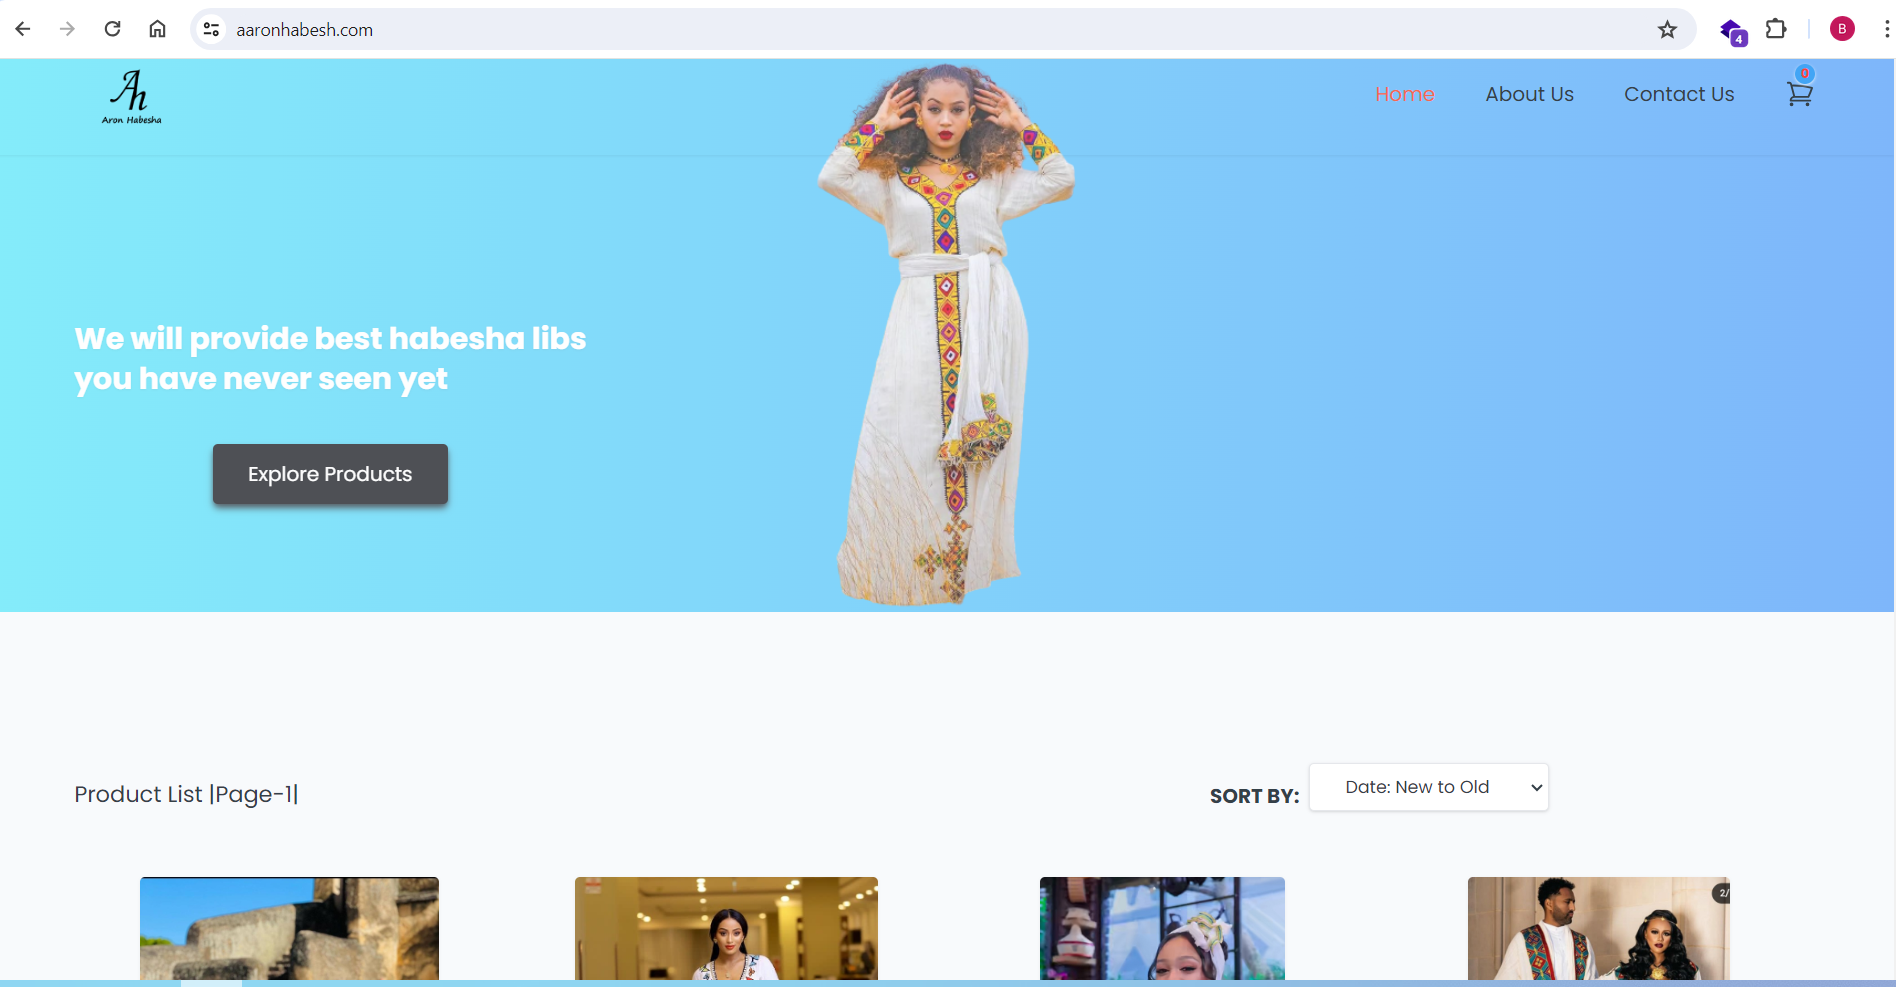 aaronhabesh.com
4
B
Ah
Aron Habesha
Home
About Us
Contact Us
0
We will provide best habesha libs
you have never seen yet
Explore Products
Product List |Page-1|
SORT BY:
Date: New to Old
2/